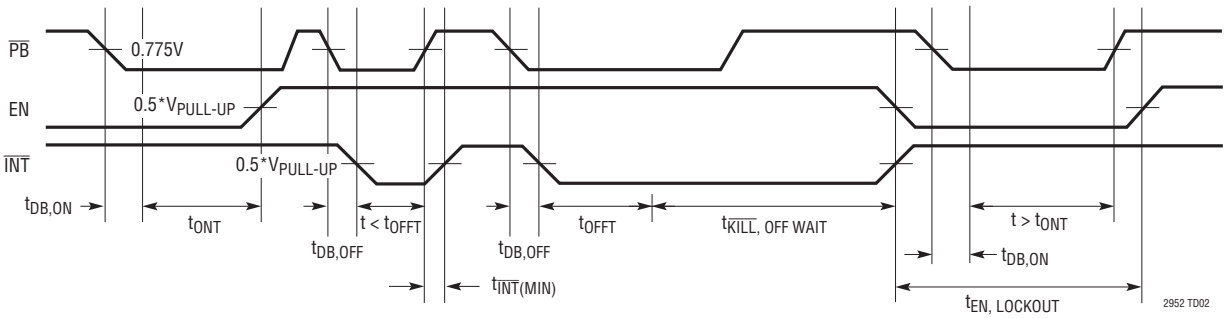 PB
0.775V
EN
0.5*VPULL-UP
INT
0.5*VPULL-UP
tDB,ON
tONT
t < tOFFT
tOFFT
tKILL, OFF WAIT
t > tONT
tDB,OFF
tDB,OFF
tDB,ON
tINT(MIN)
tEN, LOCKOUT
2952 TD02